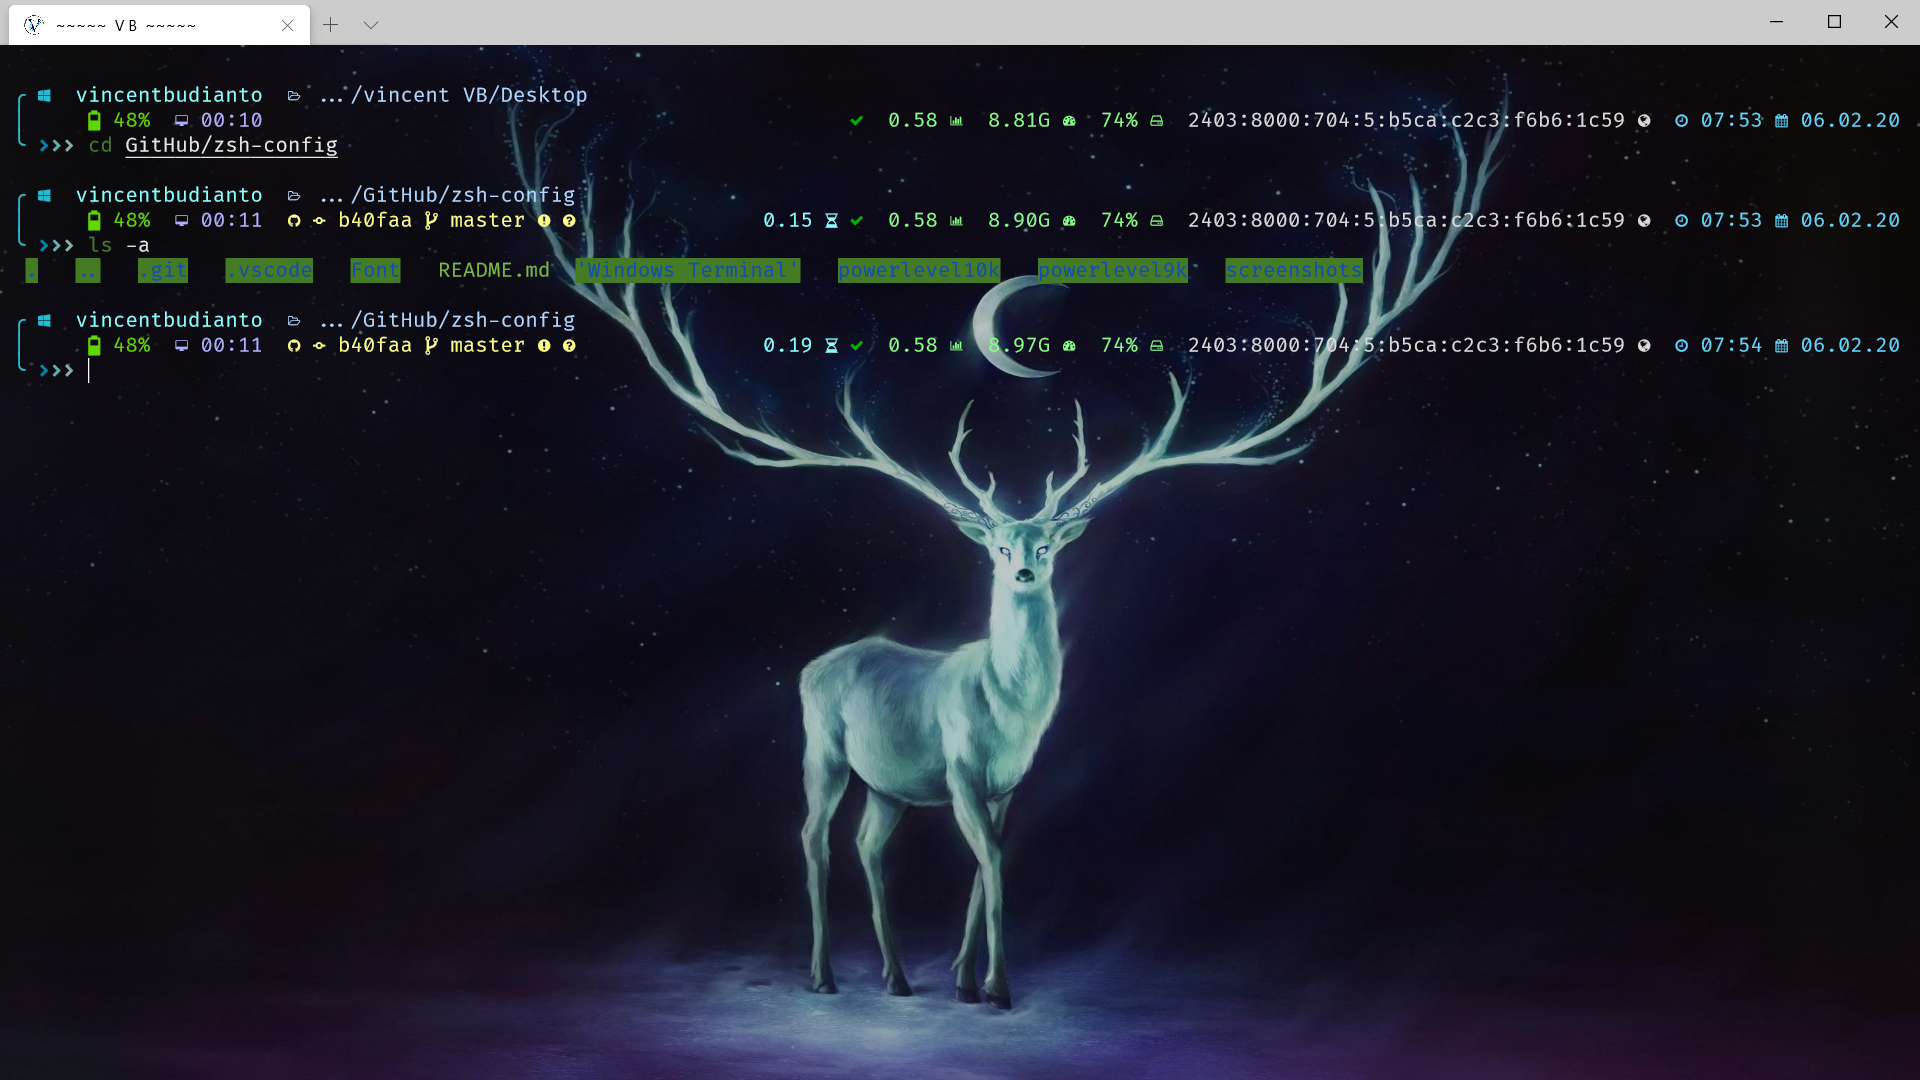 ~~~~~ V B ~~~~~
vincentbudianto .../vincent VB/Desktop
48% 00:10 0.58 8.81G 74% 2403:8000:704:5:b5ca:c2c3:f6b6:1c59 07:53 06.02.20
>>> cd GitHub/zsh-config
vincentbudianto .../GitHub/zsh-config
48% 00:11 b40faa master 0.15 0.58 8.90G 74% 2403:8000:704:5:b5ca:c2c3:f6b6:1c59 07:53 06.02.20
>>> ls -a
. .. .git .vscode Font README.md 'Windows Terminal' powerlevel10k powerlevel9k screenshots
vincentbudianto .../GitHub/zsh-config
48% 00:11 b40faa master 0.19 0.58 8.97G 74% 2403:8000:704:5:b5ca:c2c3:f6b6:1c59 07:54 06.02.20
>>>